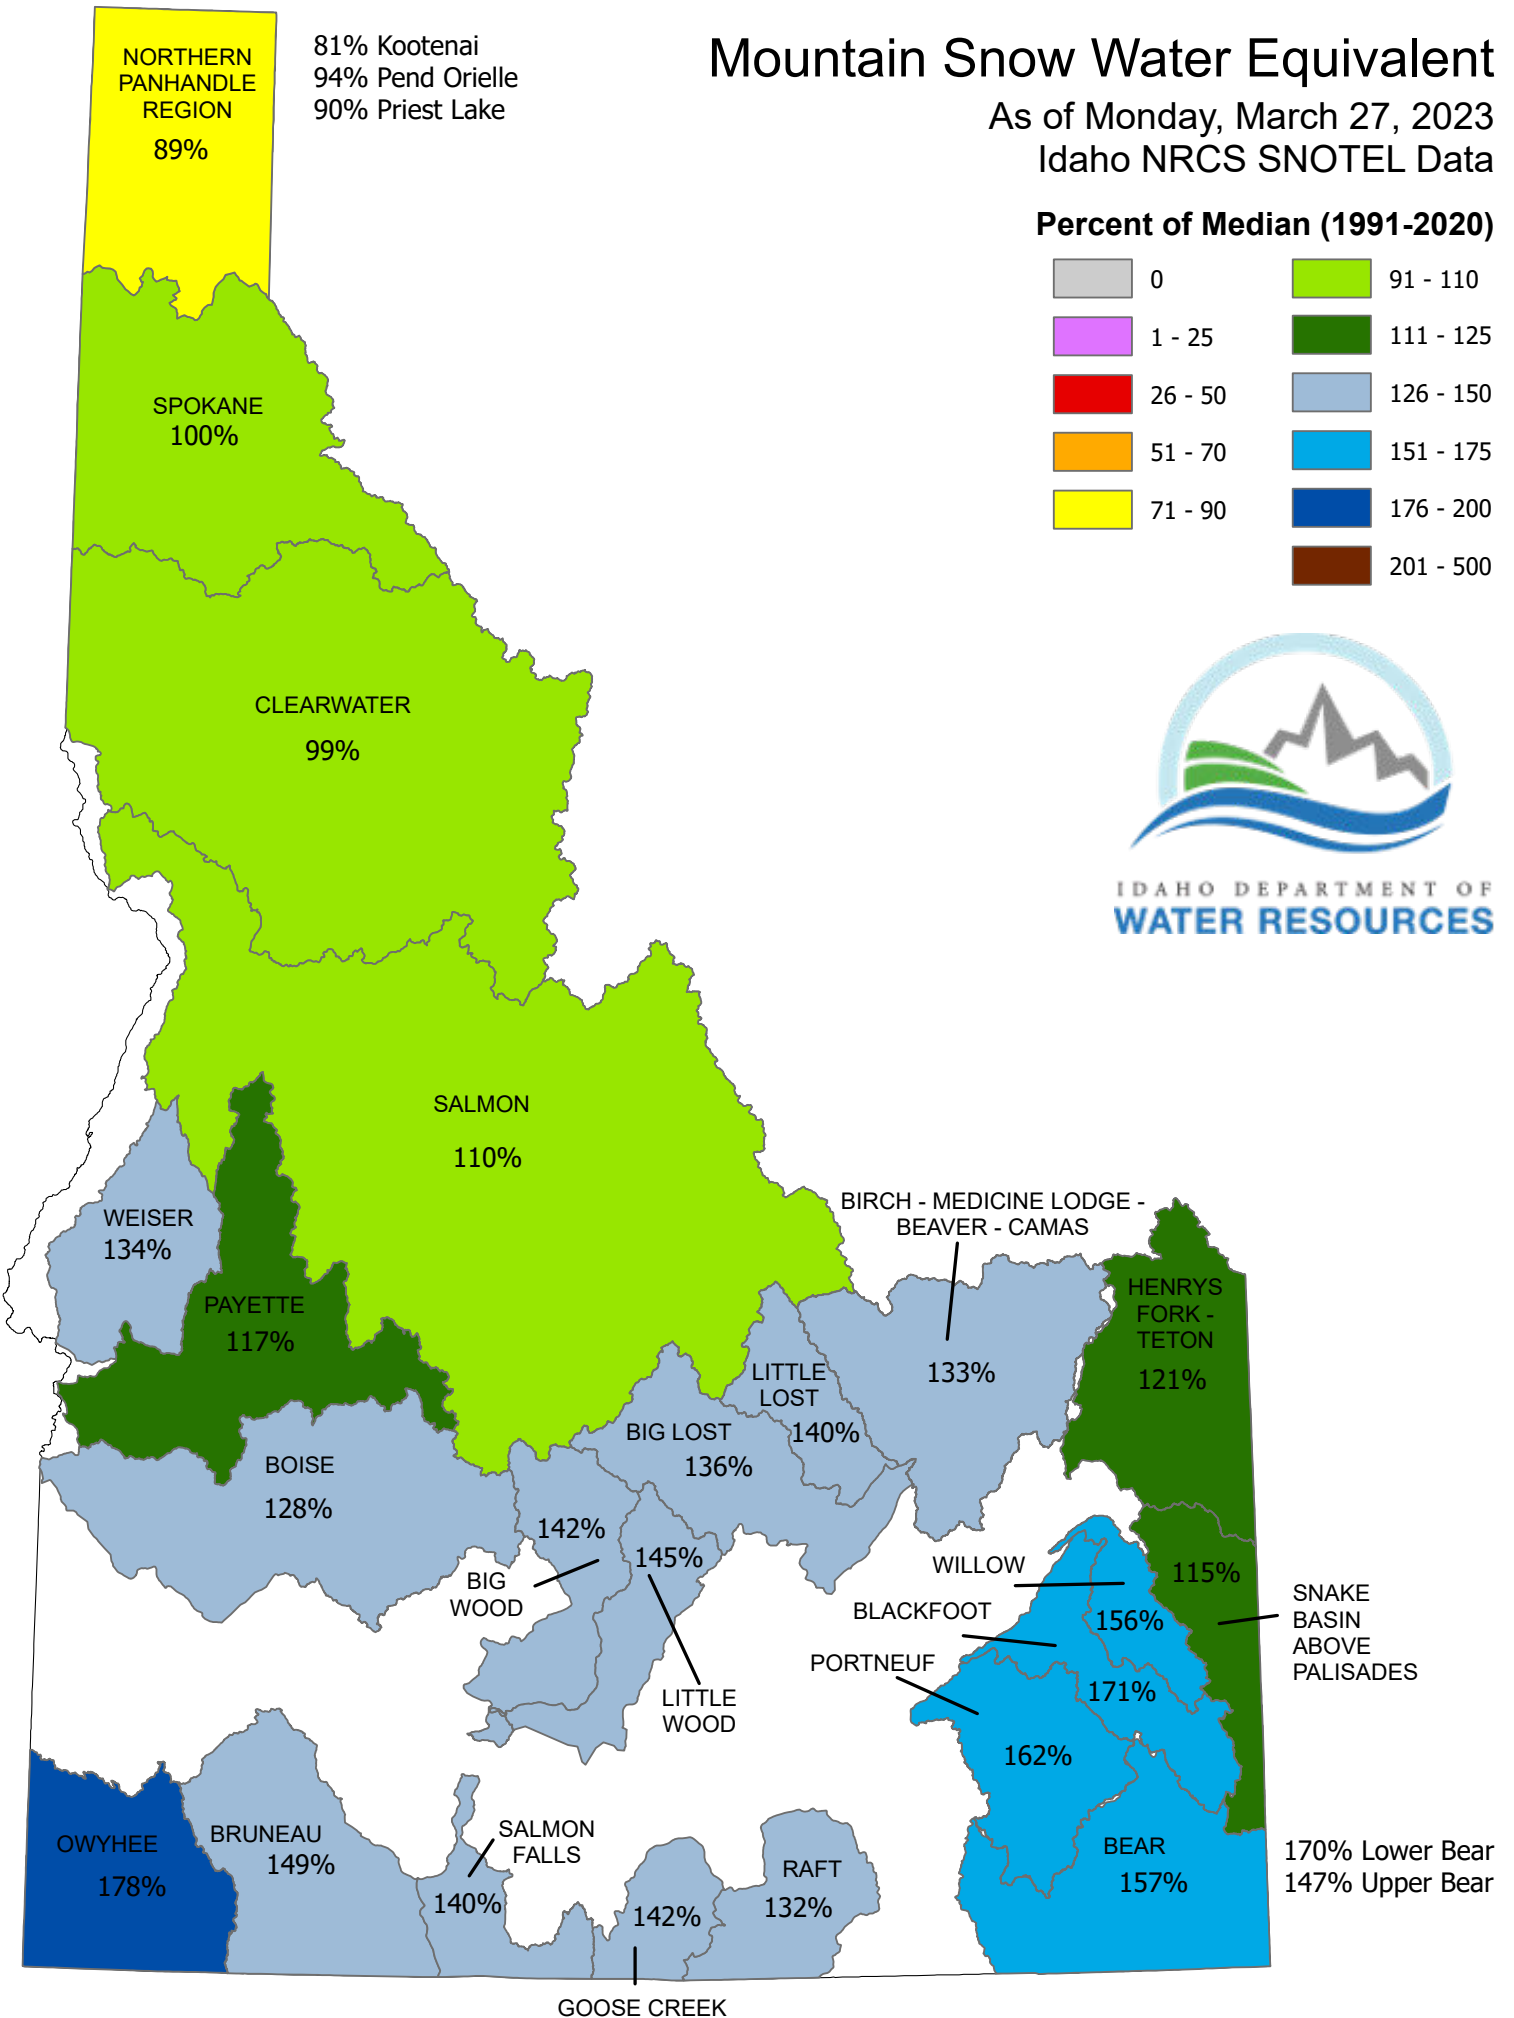 Mountain Snow Water Equivalent
As of Monday, March 27, 2023
Idaho NRCS SNOTEL Data
Percent of Median (1991-2020)
0
1 - 25
26 - 50
51 - 70
71 - 90
91 - 110
111 - 125
126 - 150
151 - 175
176 - 200
201 - 500
IDAHO DEPARTMENT OF
WATER RESOURCES
NORTHERN
PANHANDLE
REGION
89%
81% Kootenai
94% Pend Orielle
90% Priest Lake
SPOKANE
100%
CLEARWATER
99%
SALMON
110%
WEISER
134%
PAYETTE
117%
BOISE
128%
BIRCH - MEDICINE LODGE -
BEAVER - CAMAS
133%
HENRYS
FORK -
TETON
121%
LITTLE
LOST
140%
BIG LOST
136%
142%
BIG
WOOD
145%
LITTLE
WOOD
WILLOW
156%
BLACKFOOT
171%
PORTNEUF
162%
115%
SNAKE
BASIN
ABOVE
PALISADES
OWYHEE
178%
BRUNEAU
149%
SALMON
FALLS
140%
142%
GOOSE CREEK
RAFT
132%
BEAR
157%
170% Lower Bear
147% Upper Bear